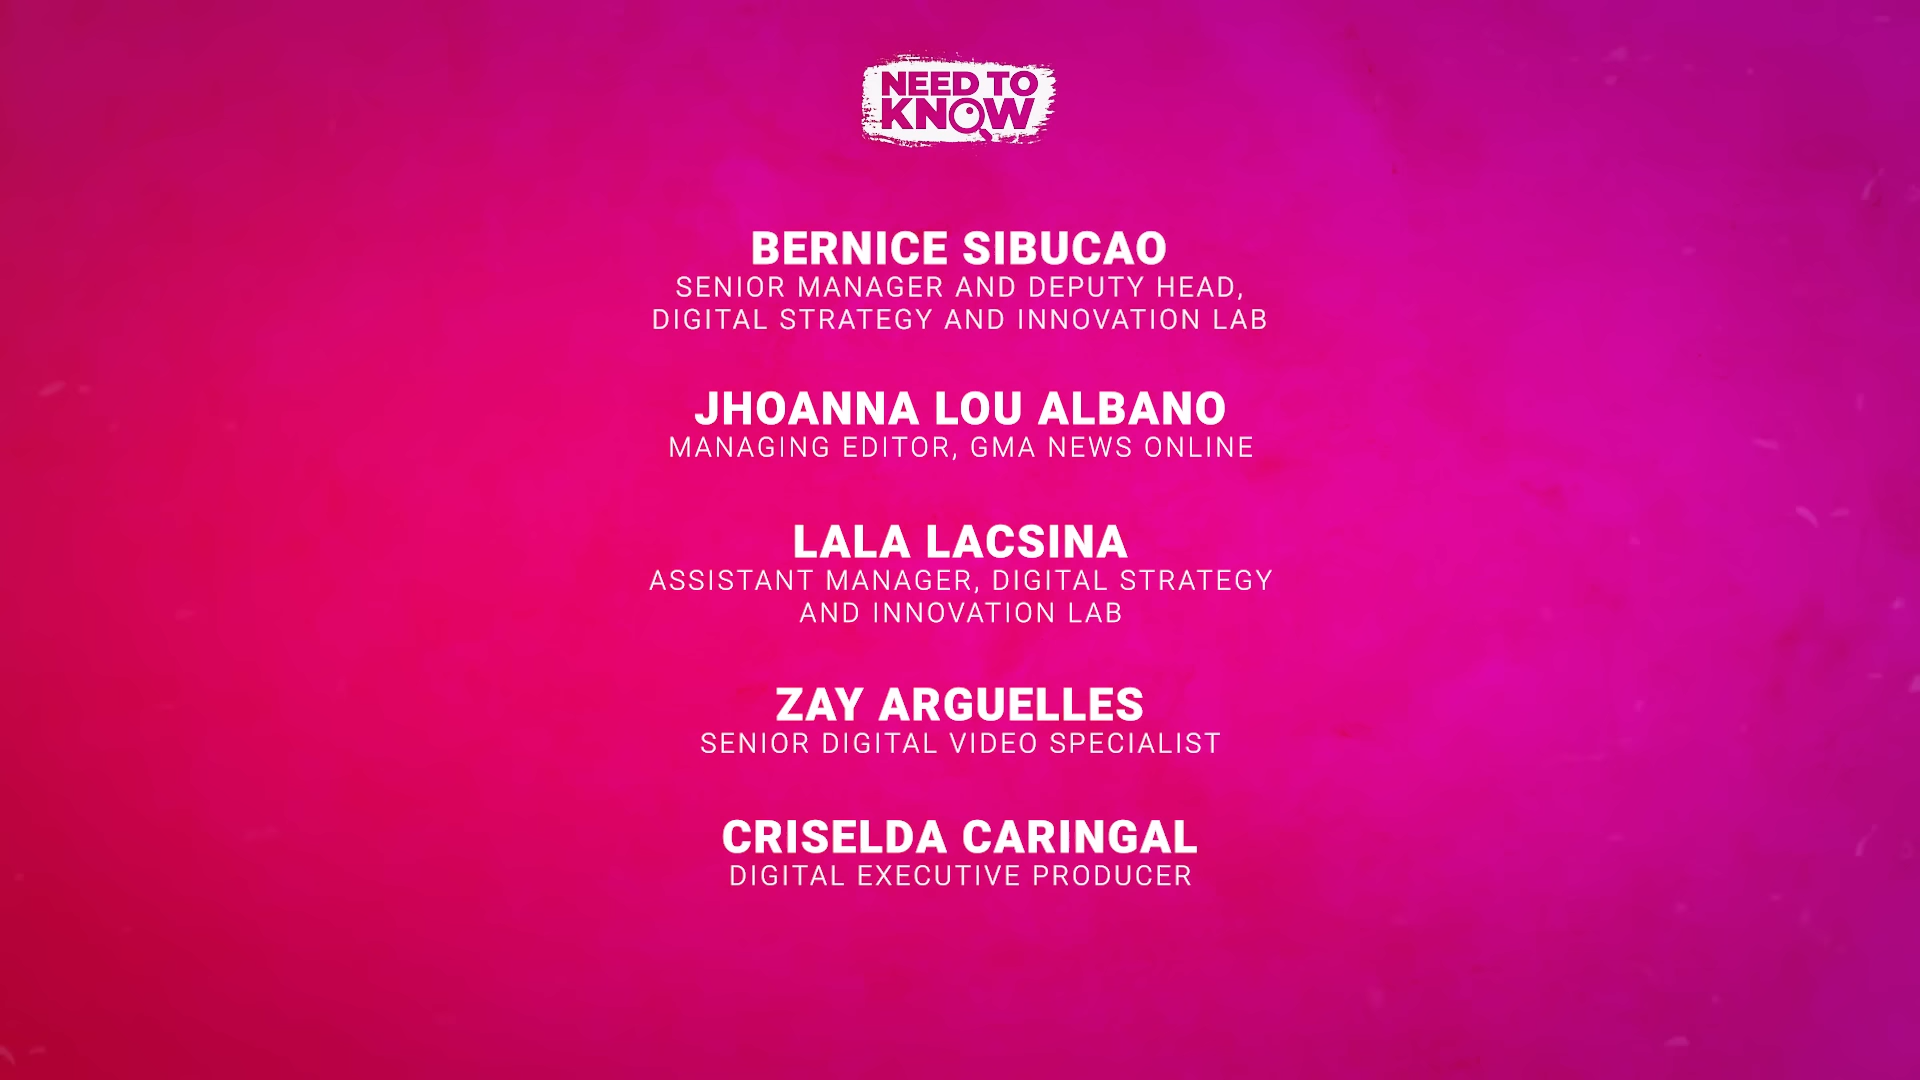 NEED TO
KNOW
BERNICE SIBUCAO
SENIOR MANAGER AND DEPUTY HEAD,
DIGITAL STRATEGY AND INNOVATION LAB
JHOANNA LOU ALBANO
MANAGING EDITOR, GMA NEWS ONLINE
LALA LACSINA
ASSISTANT MANAGER, DIGITAL STRATEGY
AND INNOVATION LAB
ZAY ARGUELLES
SENIOR DIGITAL VIDEO SPECIALIST
CRISELDA CARINGAL
DIGITAL EXECUTIVE PRODUCER